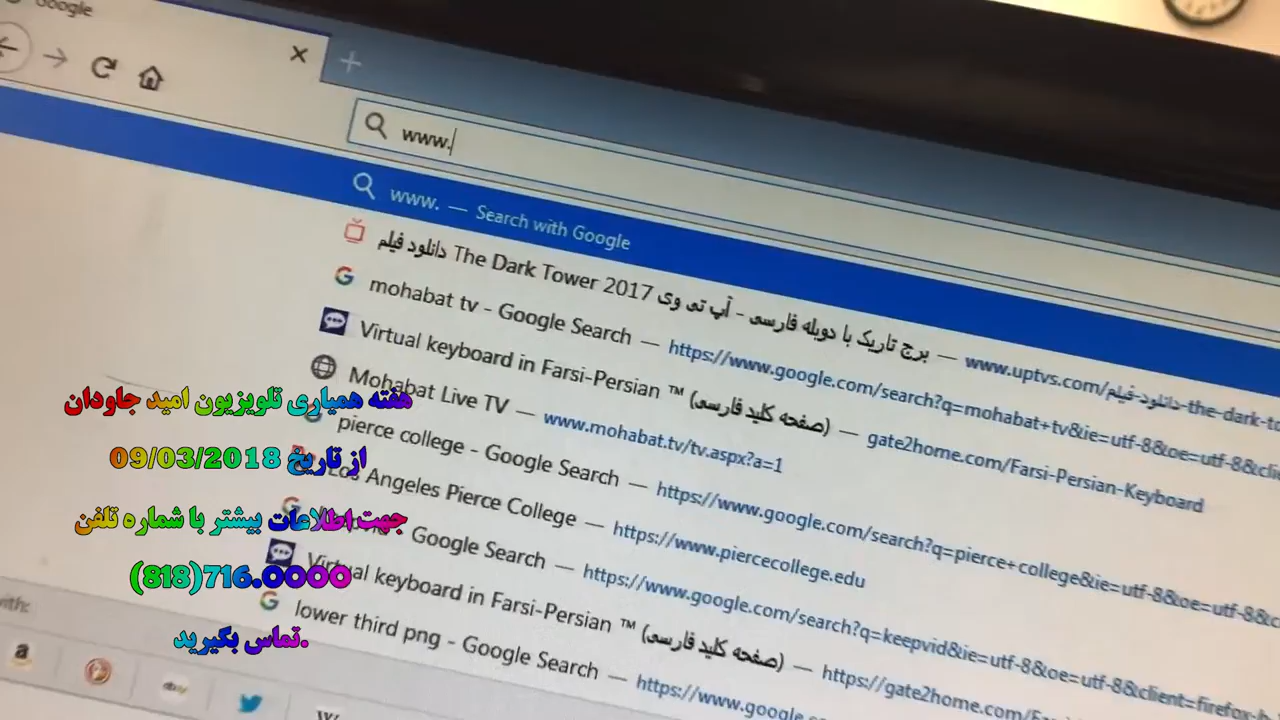 Google
www.
www. — Search with Google
دانلود فیلم The Dark Tower 2017 برج تاریک با دوبله فارسی - آپ تی وی — www.uptvs.com/دانلود-فیلم-the-dark-to
mohabat tv - Google Search — https://www.google.com/search?q=mohabat+tv&ie=utf-8&oe=utf-8&clie
Virtual keyboard in Farsi-Persian ™ (صفحه کلید فارسی) — gate2home.com/Farsi-Persian-Keyboard
Mohabat Live TV — www.mohabat.tv/tv.aspx?a=1
pierce college - Google Search — https://www.google.com/search?q=pierce+college&ie=utf-8&oe=utf-8&c
Los Angeles Pierce College — https://www.piercecollege.edu
- Google Search — https://www.google.com/search?q=keepvid&ie=utf-8&oe=utf-8&client=firefox-b
Virtual keyboard in Farsi-Persian ™ (صفحه کلید فارسی) — https://gate2home.com/Farsi-Persian
lower third png - Google Search — https://www.google
with:
a
ebay
W
هفته همیاری تلویزیون امید جاودان
از تاریخ 09/03/2018
جهت اطلاعات بیشتر با شماره تلفن
(818)716.0000
تماس بگیرید.